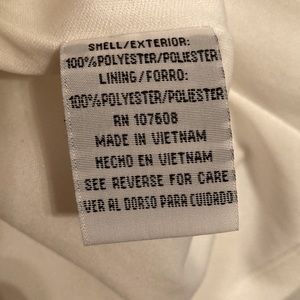 SHELL/EXTERIOR:
100%POLYESTER/POLIESTER
LINING/FORRO:
100%POLYESTER/POLIESTER
RN 107608
MADE IN VIETNAM
HECHO EN VIETNAM
SEE REVERSE FOR CARE
VER AL DORSO PARA CUIDADO